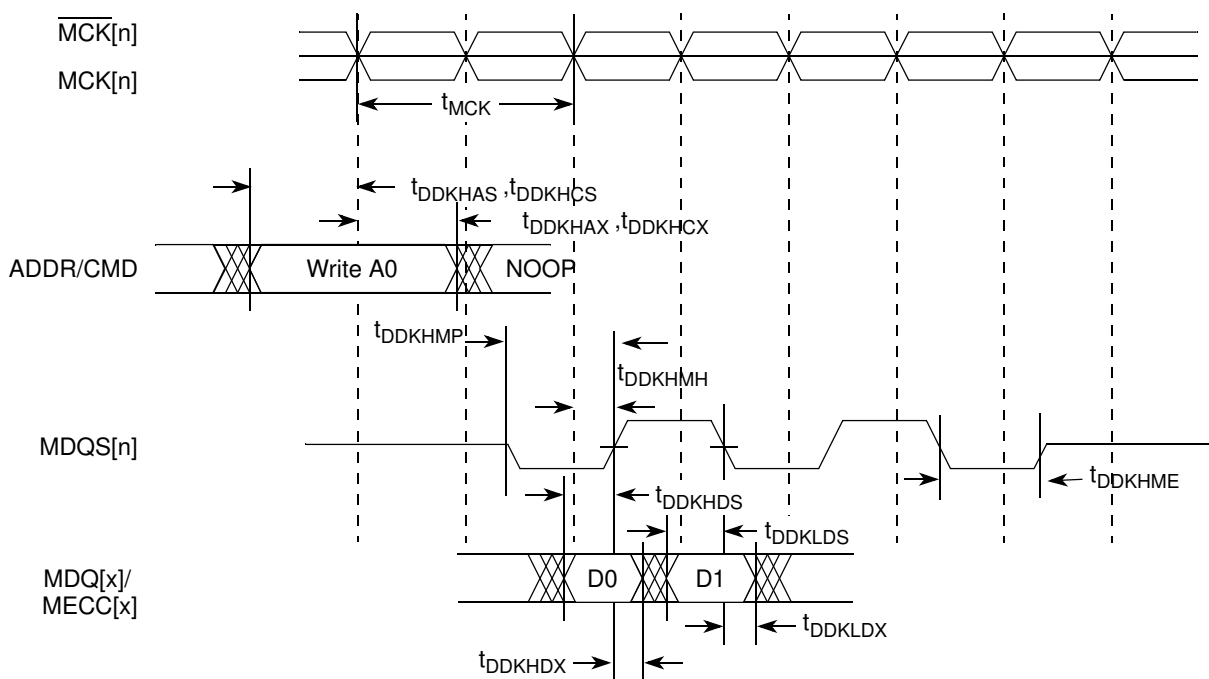 MCK[n]
MCK[n]
tMCK
tDDKHAS ,tDDKHCS
tDDKHAX ,tDDKHCX
ADDR/CMD
Write A0
NOOP
tDDKHMP
tDDKHMH
MDQS[n]
tDDKHME
tDDKHDS
tDDKLDS
MDQ[x]/
MECC[x]
D0
D1
tDDKLDX
tDDKHDX